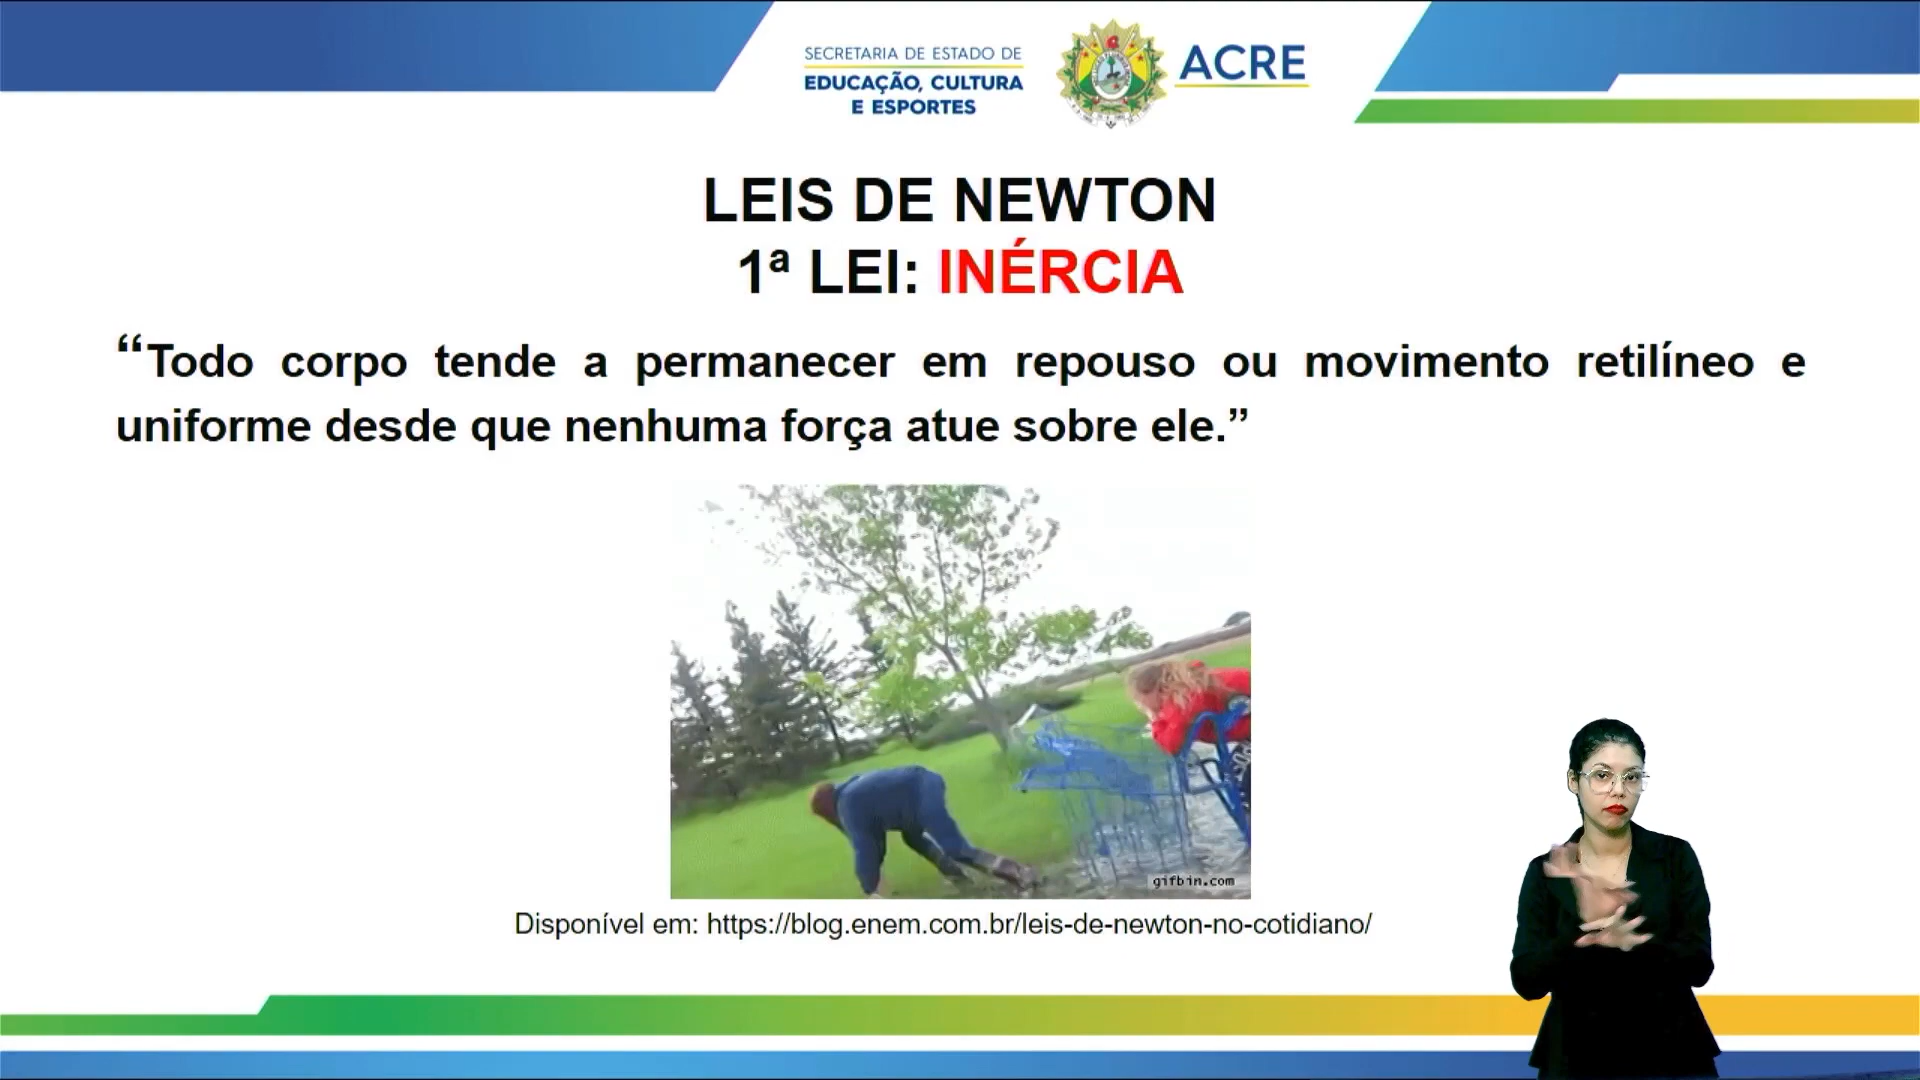 SECRETARIA DE ESTADO DE
EDUCAÇÃO, CULTURA
E ESPORTES
ACRE
LEIS DE NEWTON
1ª LEI: INÉRCIA
“Todo corpo tende a permanecer em repouso ou movimento retilíneo e
uniforme desde que nenhuma força atue sobre ele.”
gifbin.com
Disponível em: https://blog.enem.com.br/leis-de-newton-no-cotidiano/